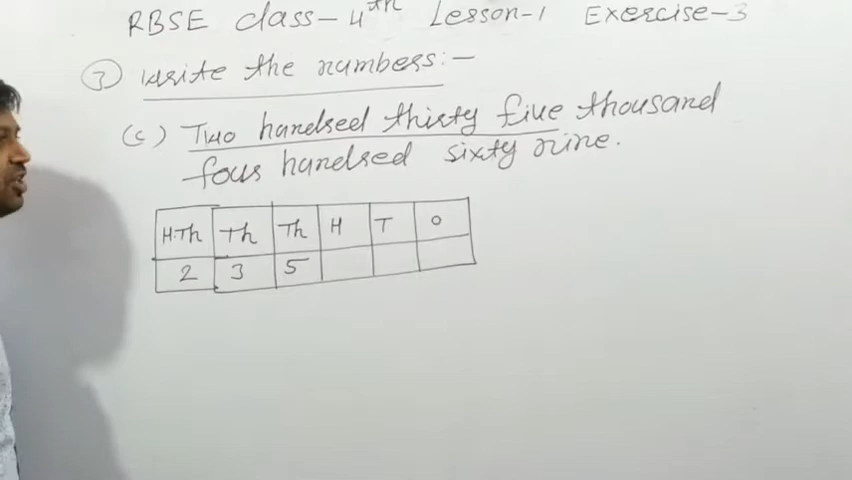 RBSE class-4th Lesson-1 Exercise-3
3 write the numbers:-
(c) Two hundred thirty five thousand
four hundred sixty nine.
H.Th Th Th H T O
2 3 5